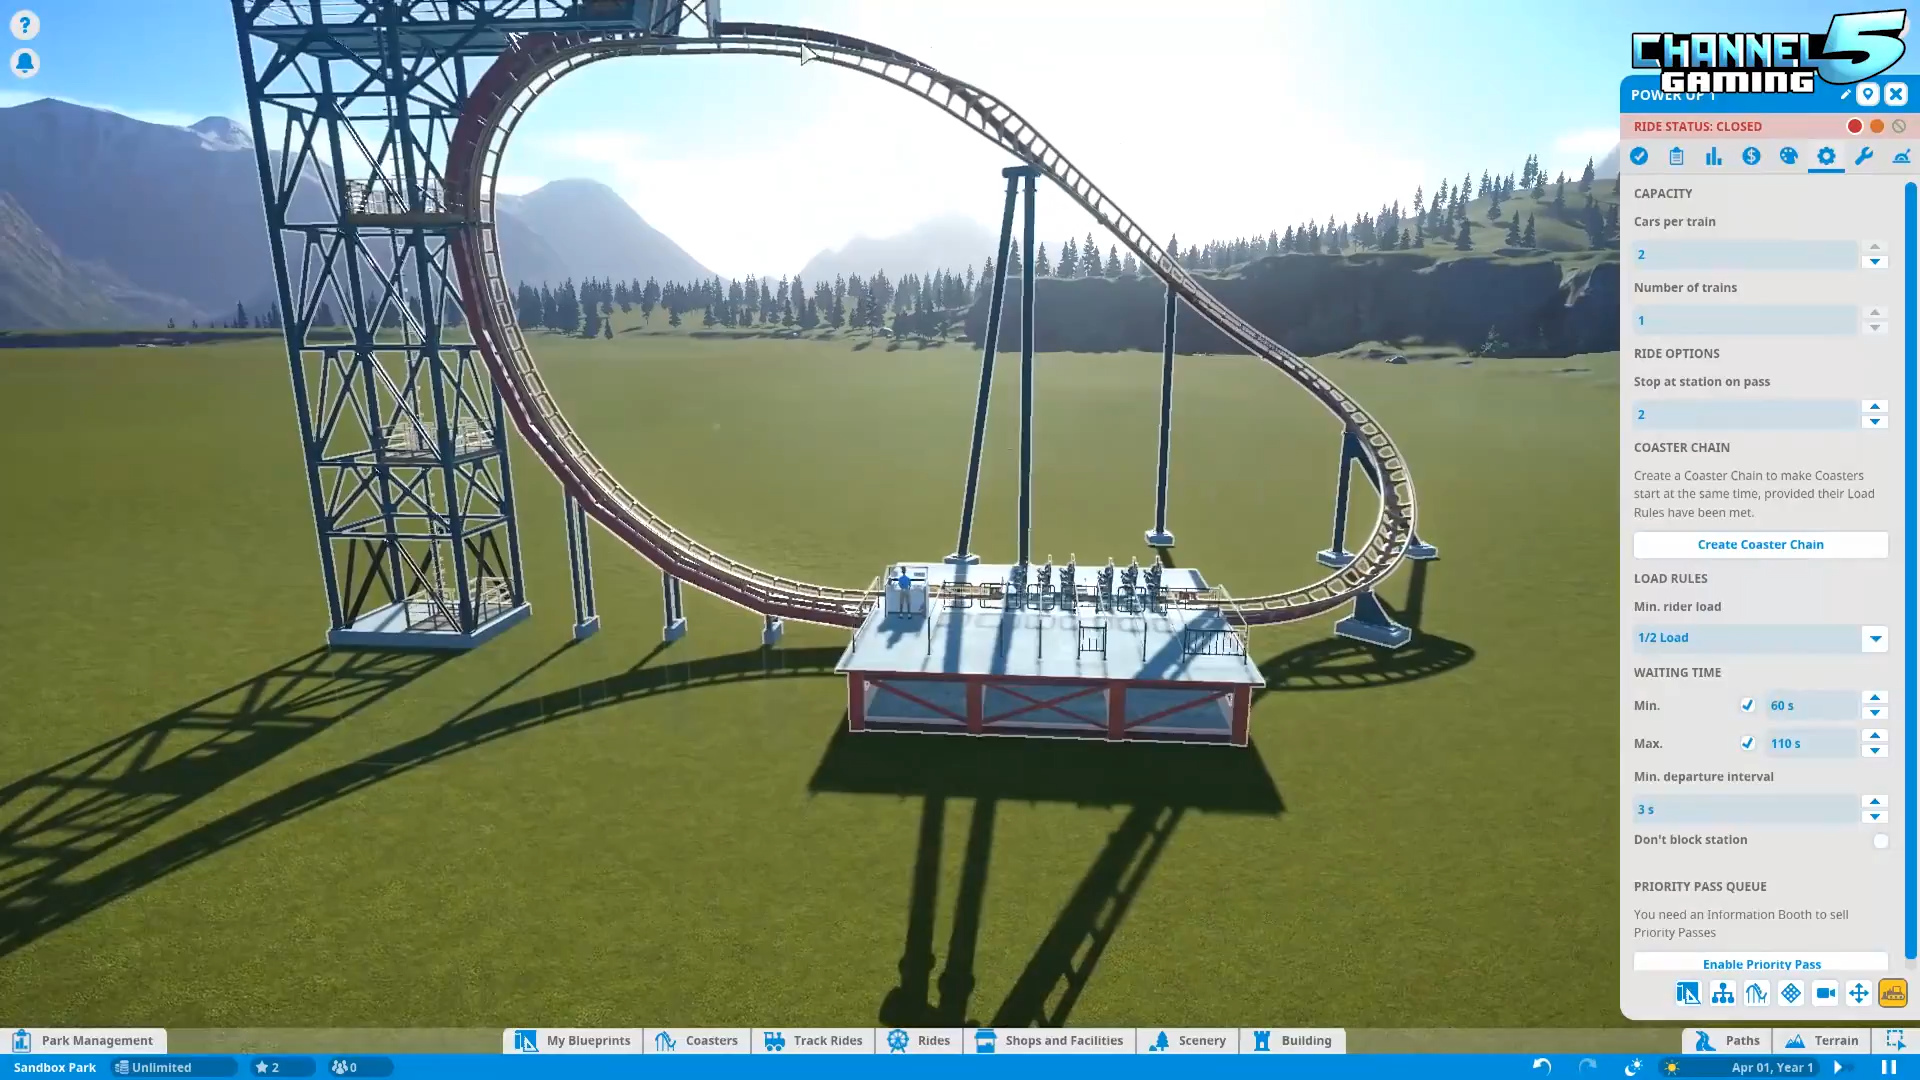 CHANNEL 5
GAMING
POWER UP 1
RIDE STATUS: CLOSED
CAPACITY
Cars per train
2
Number of trains
1
RIDE OPTIONS
Stop at station on pass
2
COASTER CHAIN
Create a Coaster Chain to make Coasters
start at the same time, provided their Load
Rules have been met.
Create Coaster Chain
LOAD RULES
Min. rider load
1/2 Load
WAITING TIME
Min. 60 s
Max. 110 s
Min. departure interval
3 s
Don't block station
PRIORITY PASS QUEUE
You need an Information Booth to sell
Priority Passes
Enable Priority Pass
Park Management My Blueprints Coasters Track Rides Rides Shops and Facilities Scenery Building Paths Terrain
Sandbox Park Unlimited 2 0 Apr 01, Year 1